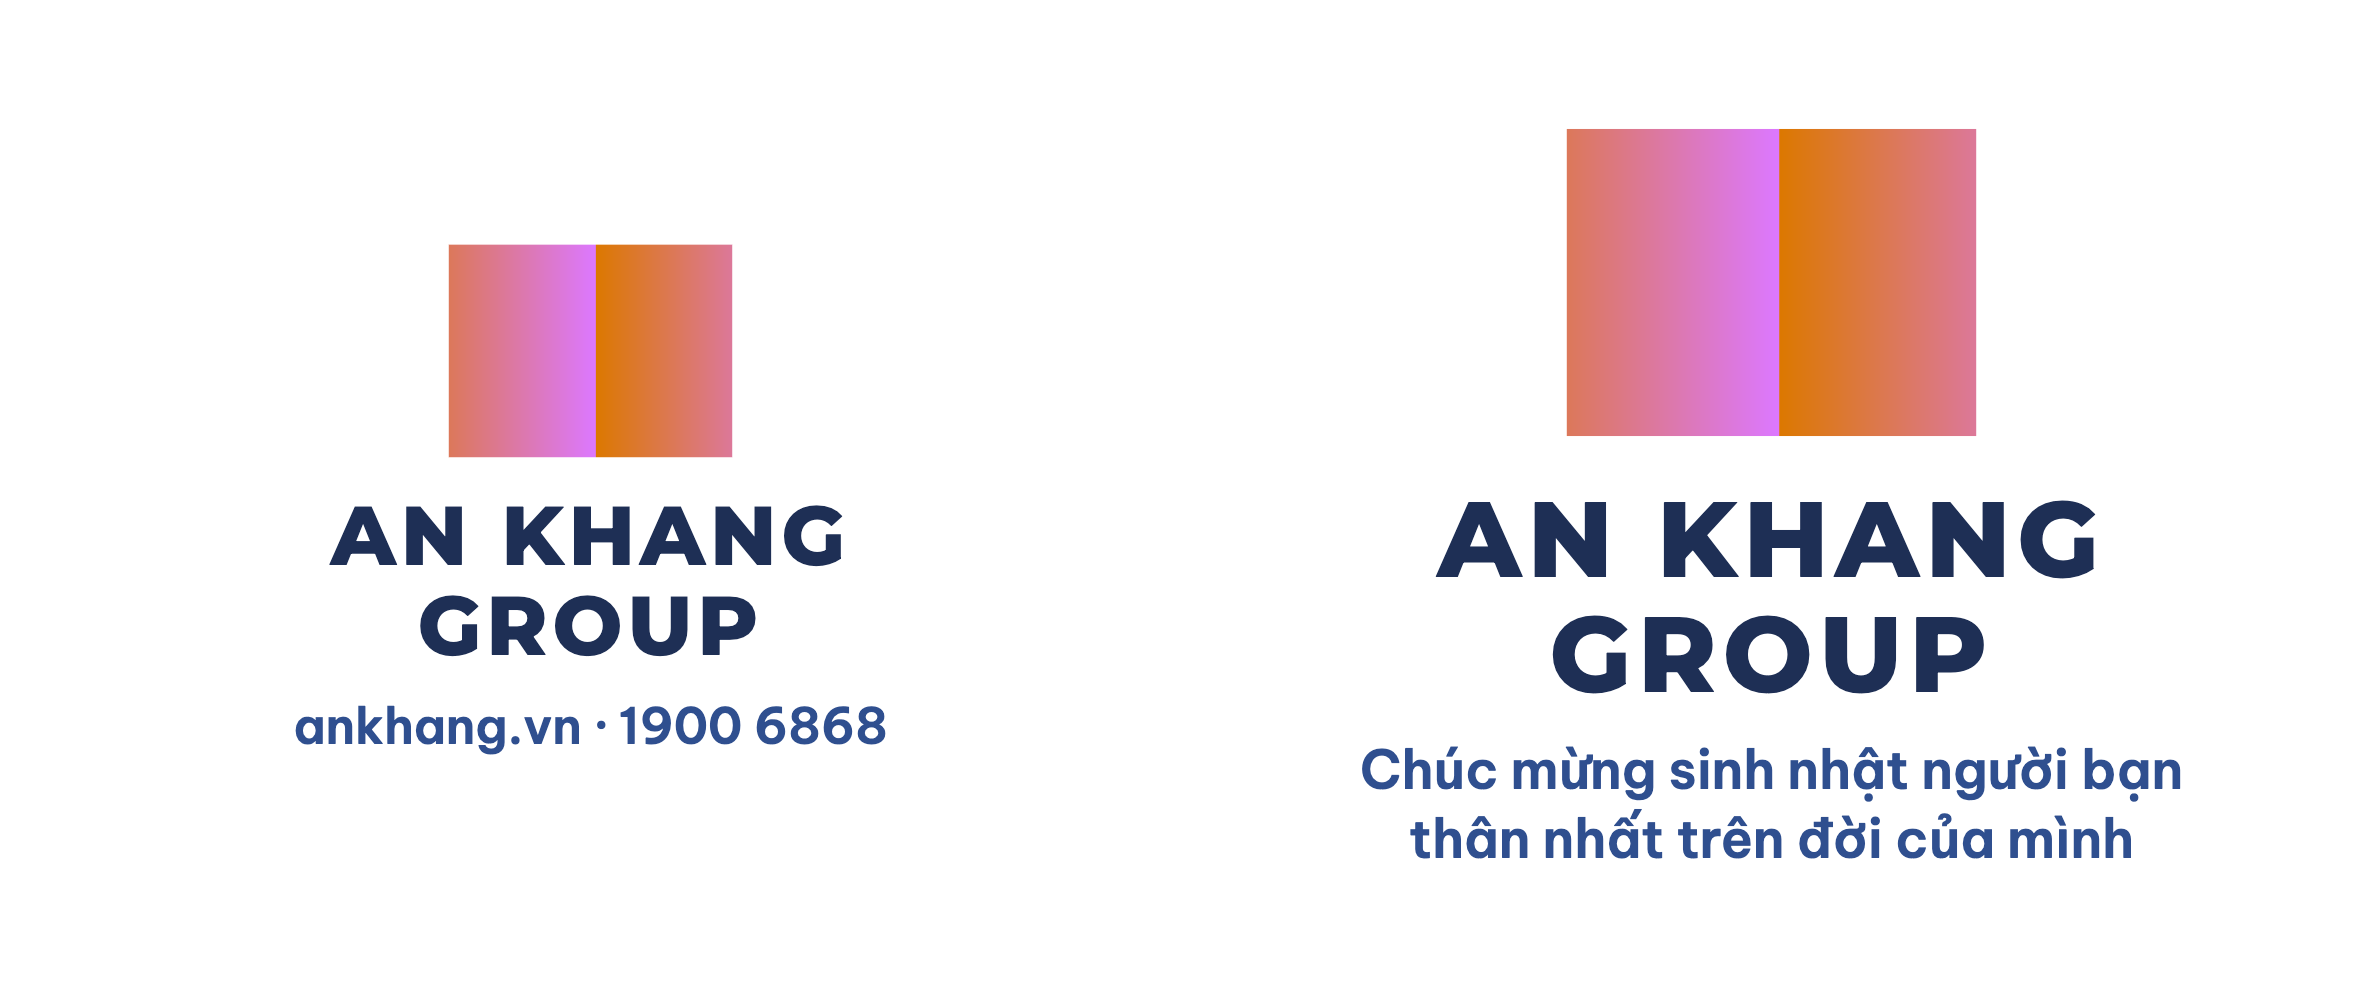 AN KHANG
GROUP
ankhang.vn · 1900 6868
AN KHANG
GROUP
Chúc mừng sinh nhật người bạn
thân nhất trên đời của mình